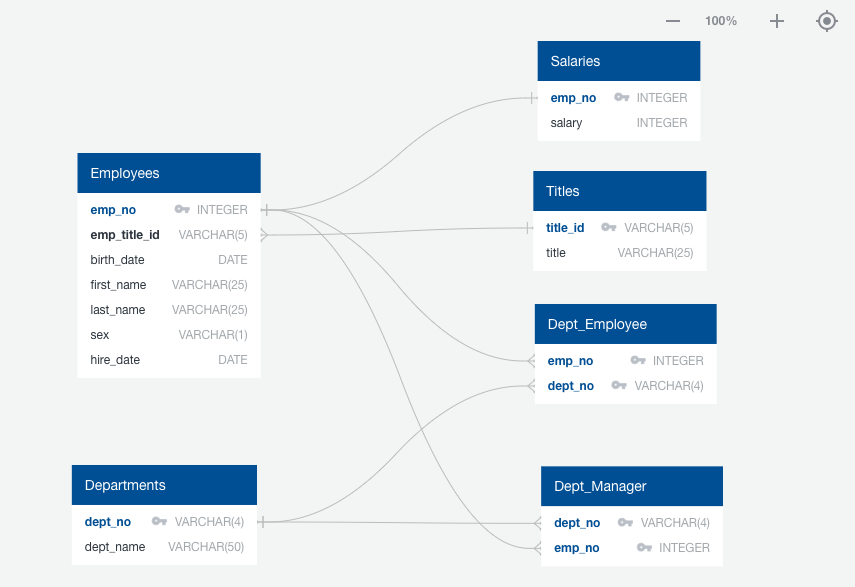 100%
Salaries
emp_no INTEGER
salary INTEGER
Employees
emp_no INTEGER
emp_title_id VARCHAR(5)
birth_date DATE
first_name VARCHAR(25)
last_name VARCHAR(25)
sex VARCHAR(1)
hire_date DATE
Titles
title_id VARCHAR(5)
title VARCHAR(25)
Dept_Employee
emp_no INTEGER
dept_no VARCHAR(4)
Departments
dept_no VARCHAR(4)
dept_name VARCHAR(50)
Dept_Manager
dept_no VARCHAR(4)
emp_no INTEGER